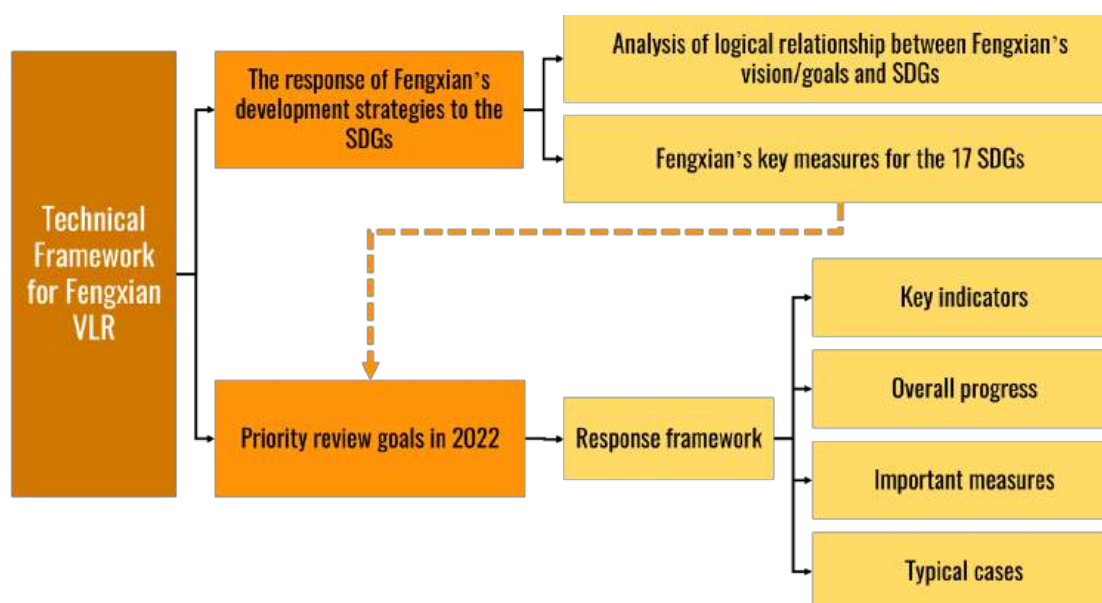 Technical
Framework
for Fengxian
VLR
The response of Fengxian’s
development strategies to the
SDGs
Analysis of logical relationship between Fengxian’s
vision/goals and SDGs
Fengxian’s key measures for the 17 SDGs
Priority review goals in 2022
Response framework
Key indicators
Overall progress
Important measures
Typical cases